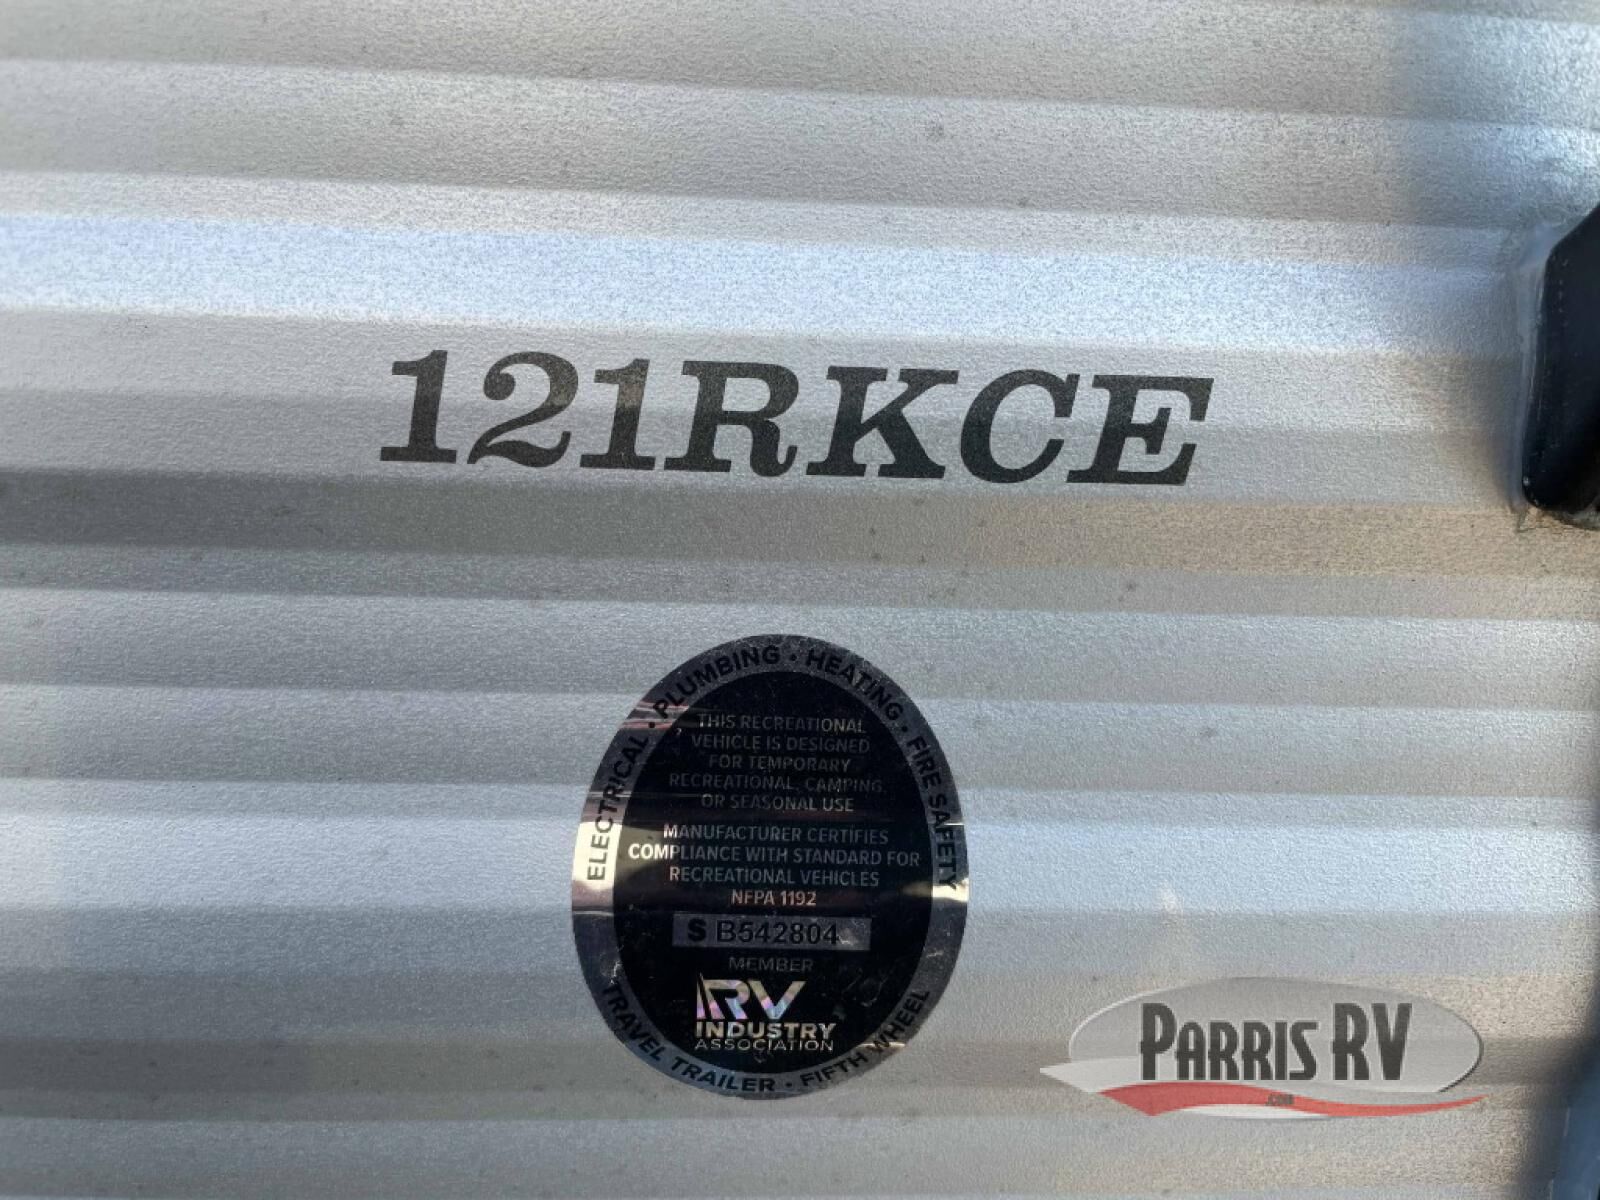 121RKCE
ELECTRICAL · PLUMBING · HEATING · FIRE SAFETY
THIS RECREATIONAL
VEHICLE IS DESIGNED
FOR TEMPORARY
RECREATIONAL, CAMPING,
OR SEASONAL USE
MANUFACTURER CERTIFIES
COMPLIANCE WITH STANDARD FOR
RECREATIONAL VEHICLES
NFPA 1192
S B542804
MEMBER
RV
INDUSTRY
ASSOCIATION
TRAVEL TRAILER · FIFTH WHEEL
PARRIS RV
.COM